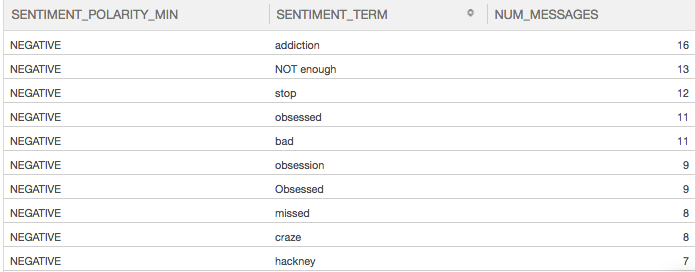 SENTIMENT_POLARITY_MIN SENTIMENT_TERM NUM_MESSAGES
NEGATIVE addiction 16
NEGATIVE NOT enough 13
NEGATIVE stop 12
NEGATIVE obsessed 11
NEGATIVE bad 11
NEGATIVE obsession 9
NEGATIVE Obsessed 9
NEGATIVE missed 8
NEGATIVE craze 8
NEGATIVE hackney 7